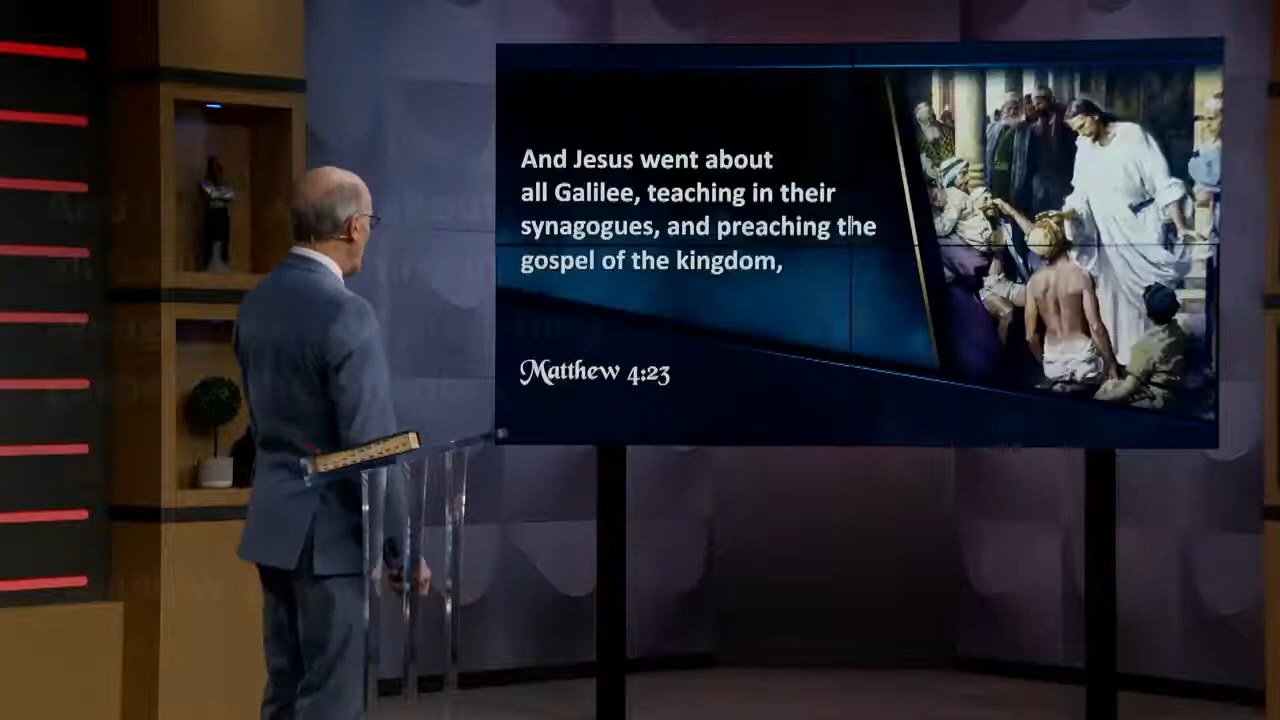 And Jesus went about
all Galilee, teaching in their
synagogues, and preaching the
gospel of the kingdom,
Matthew 4:23